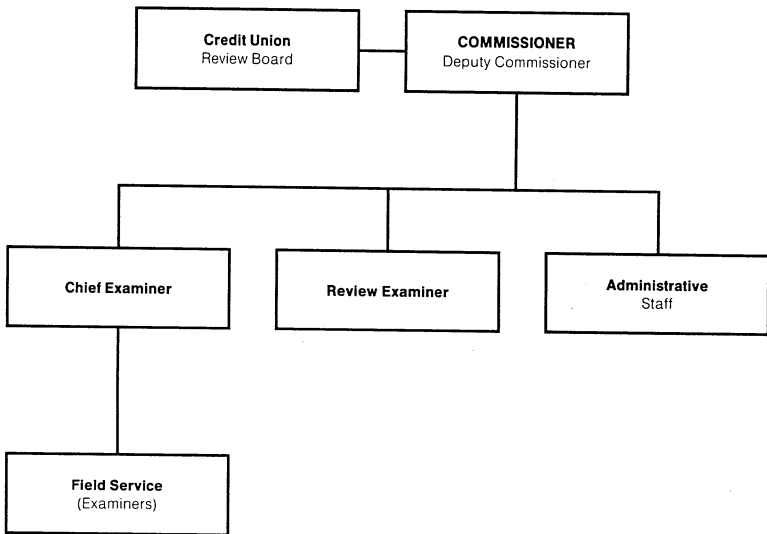 Credit Union
Review Board
COMMISSIONER
Deputy Commissioner
Chief Examiner
Review Examiner
Administrative
Staff
Field Service
(Examiners)